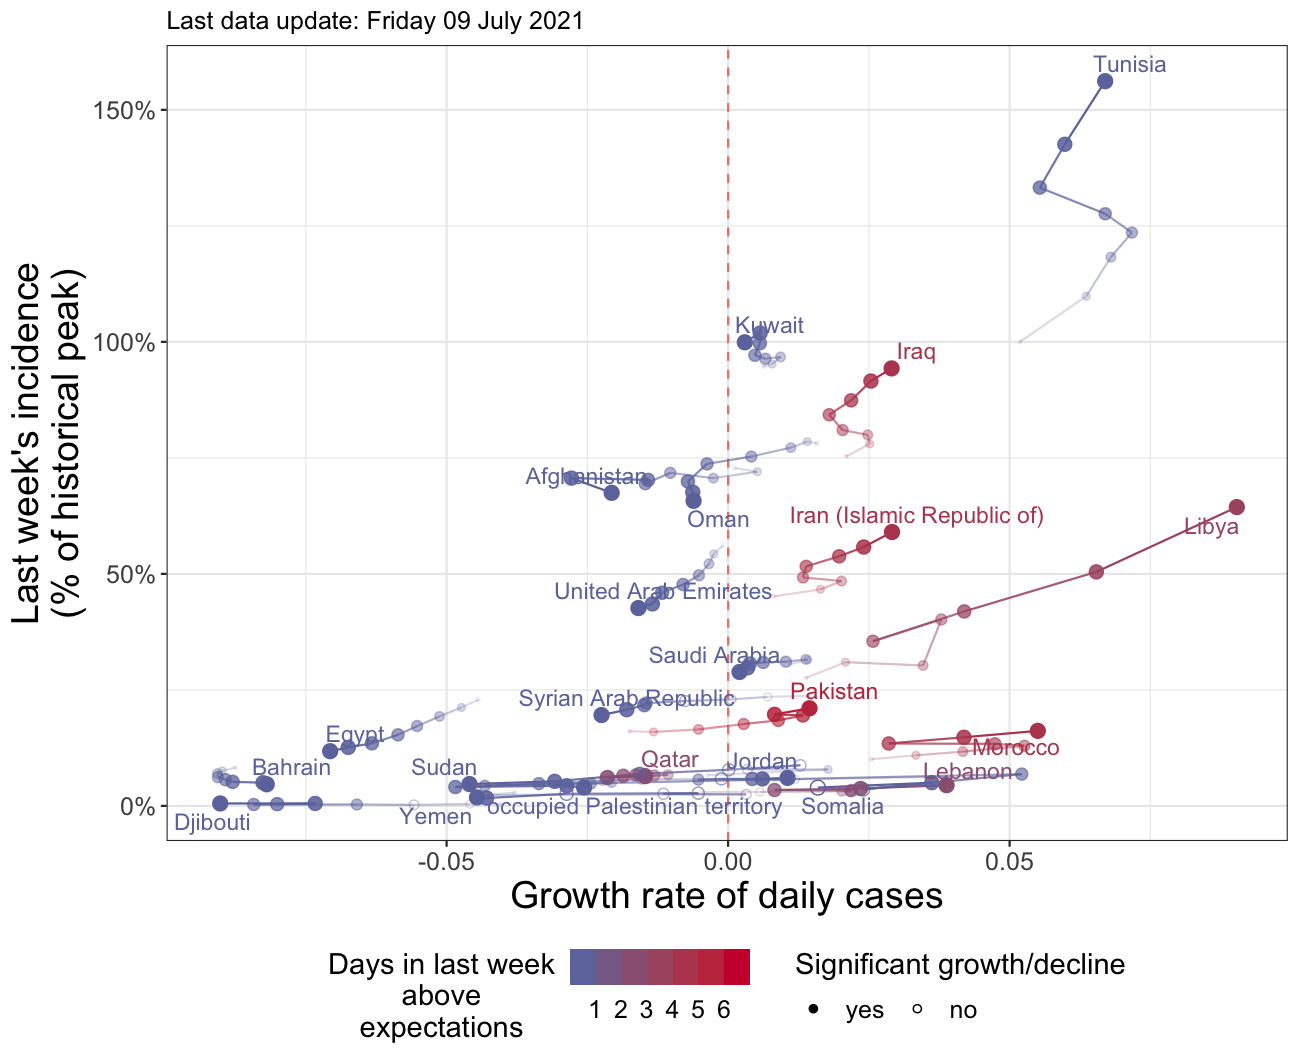 Last data update: Friday 09 July 2021
Tunisia
150%
Kuwait
100%
Iraq
Afghanistan
Oman
Iran (Islamic Republic of)
Libya
50%
United Arab Emirates
Saudi Arabia
Syrian Arab Republic
Pakistan
Egypt
Morocco
Bahrain
Sudan
Qatar
Jordan
Lebanon
0%
Djibouti
Yemen
occupied Palestinian territory
Somalia
Last week's incidence
(% of historical peak)
-0.05
0.00
0.05
Growth rate of daily cases
Days in last week
above
expectations
1 2 3 4 5 6
Significant growth/decline
yes
no